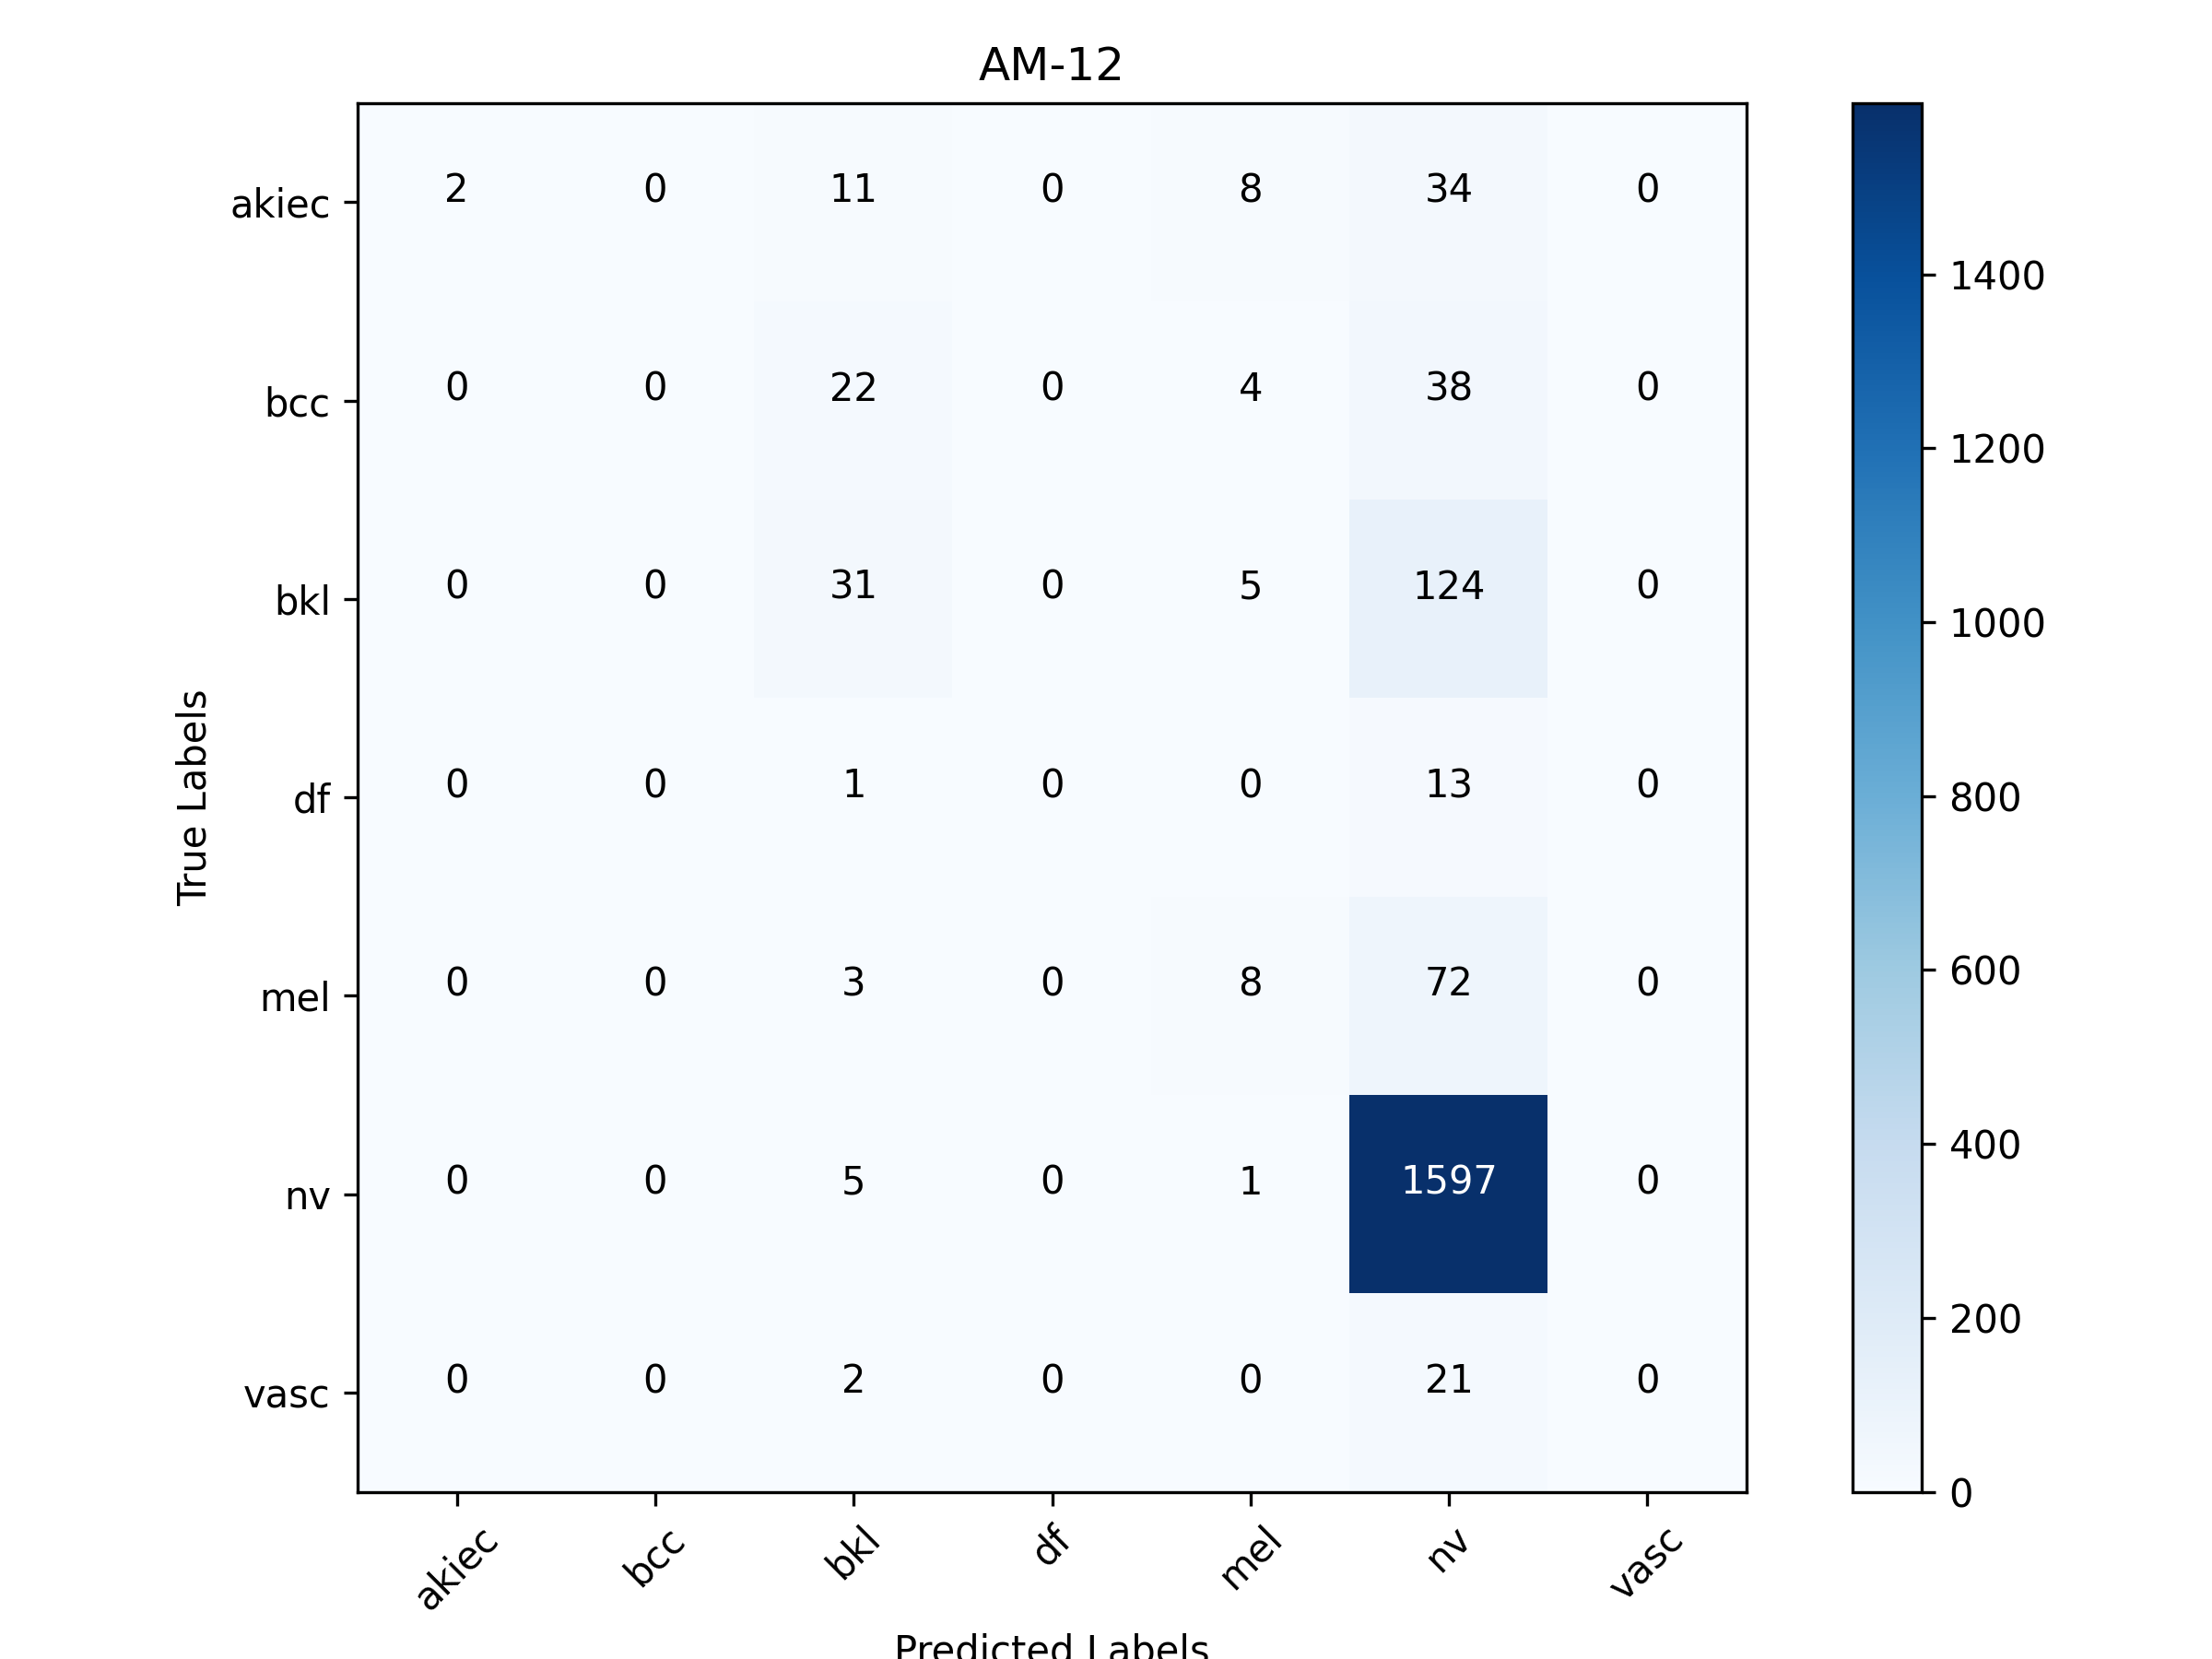 AM-12
akiec 2 0 11 0 8 34 0
bcc 0 0 22 0 4 38 0
bkl 0 0 31 0 5 124 0
df 0 0 1 0 0 13 0
mel 0 0 3 0 8 72 0
nv 0 0 5 0 1 1597 0
vasc 0 0 2 0 0 21 0
True Labels
akiec bcc bkl df mel nv vasc
Predicted Labels
1400
1200
1000
800
600
400
200
0